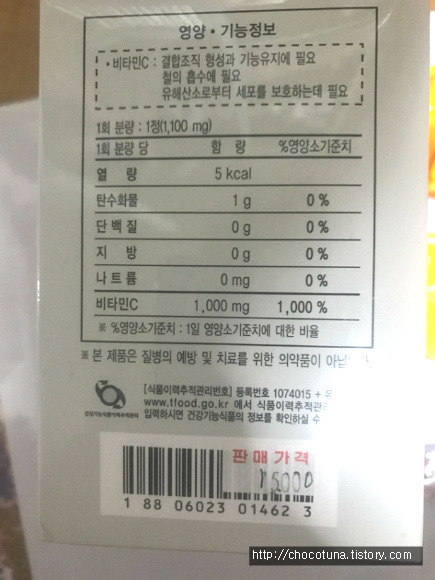 영양 • 기능정보
• 비타민C : 결합조직 형성과 기능유지에 필요
철의 흡수에 필요
유해산소로부터 세포를 보호하는데 필요
1회 분량 : 1정(1,100 mg)
1회 분량 당 함 량 %영양소기준치
열 량 5 kcal
탄수화물 1 g 0 %
단 백 질 0 g 0 %
지 방 0 g 0 %
나 트 륨 0 mg 0 %
비타민C 1,000 mg 1,000 %
※ %영양소기준치 : 1일 영양소기준치에 대한 비율
※ 본 제품은 질병의 예방 및 치료를 위한 의약품이 아닙니다.
[식품이력추적관리번호] 등록번호 1074015 +
www.tfood.go.kr 에서 식품이력추적관리
입력하시면 건강기능식품의 정보를 확인하실 수
판 매 가 격
15000
1 88 06023 01462 3
http://chocotuna.tistory.com